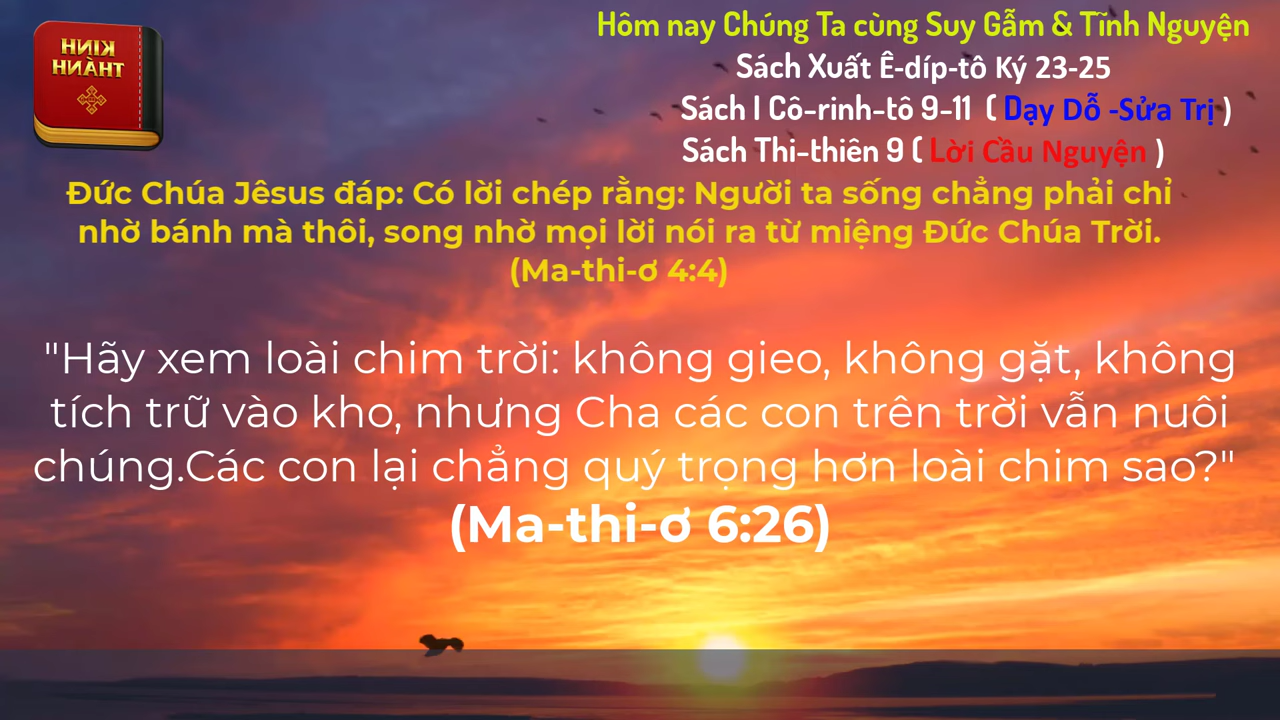 KINH
THÀNH
Hôm nay Chúng Ta cùng Suy Gẫm & Tĩnh Nguyện
Sách Xuất Ê-díp-tô Ký 23-25
Sách I Cô-rinh-tô 9-11 ( Dạy Dỗ -Sửa Trị )
Sách Thi-thiên 9 ( Lời Cầu Nguyện )
Đức Chúa Jêsus đáp: Có lời chép rằng: Người ta sống chẳng phải chỉ
nhờ bánh mà thôi, song nhờ mọi lời nói ra từ miệng Đức Chúa Trời.
(Ma-thi-ơ 4:4)
"Hãy xem loài chim trời: không gieo, không gặt, không
tích trữ vào kho, nhưng Cha các con trên trời vẫn nuôi
chúng.Các con lại chẳng quý trọng hơn loài chim sao?"
(Ma-thi-ơ 6:26)